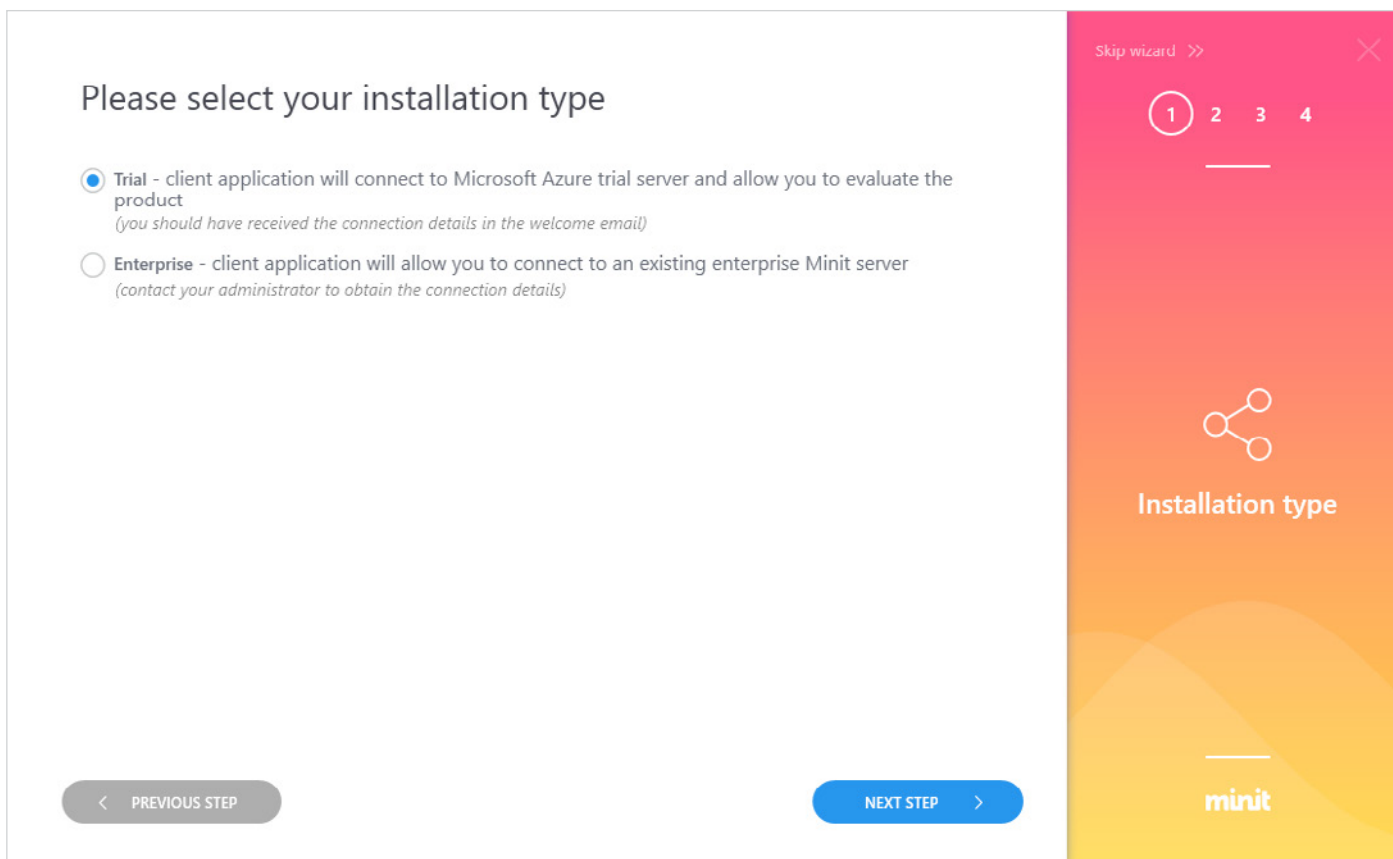 Please select your installation type
Trial - client application will connect to Microsoft Azure trial server and allow you to evaluate the
product
(you should have received the connection details in the welcome email)
Enterprise - client application will allow you to connect to an existing enterprise Minit server
(contact your administrator to obtain the connection details)
PREVIOUS STEP
NEXT STEP
Skip wizard
1 2 3 4
Installation type
minit